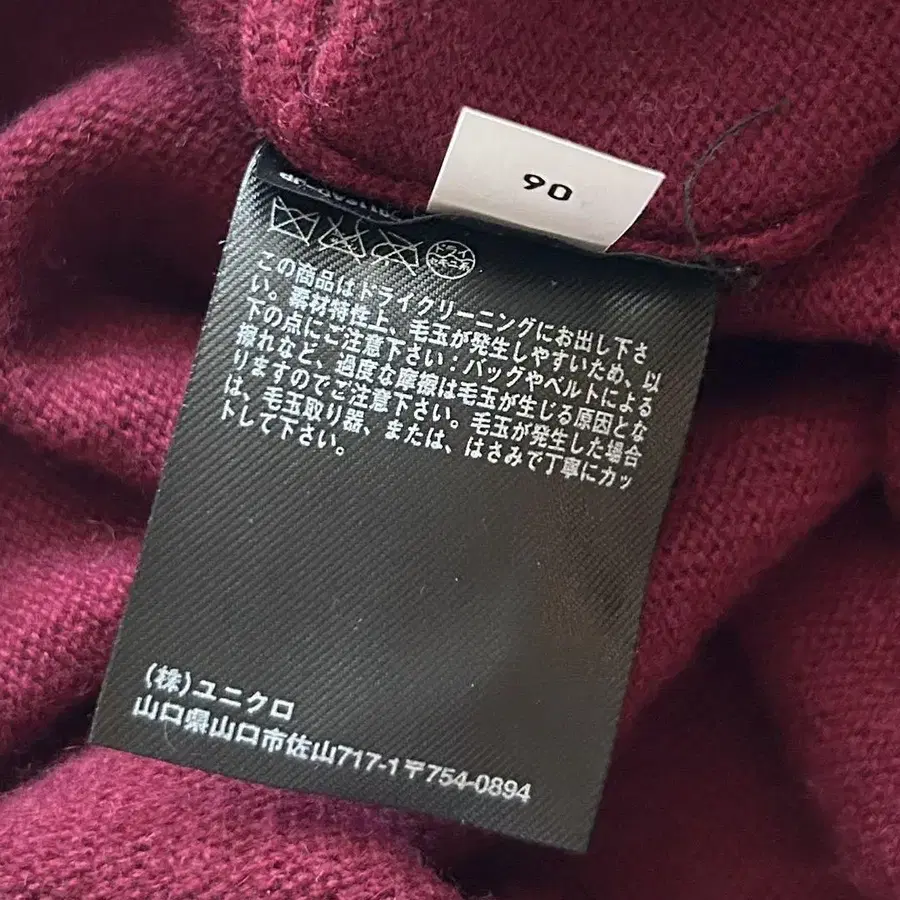 90
ドライ
セキユ系
この商品はドライクリーニングにお出し下さ
い。素材特性上、毛玉が発生しやすいため、以
下の点にご注意下さい：バッグやベルトによる
擦れなど、過度な摩擦は毛玉が生じる原因とな
りますのでご注意下さい。毛玉が発生した場合
は、毛玉取り器、または、はさみで丁寧にカッ
トして下さい。
(株)ユニクロ
山口県山口市佐山717-1〒754-0894